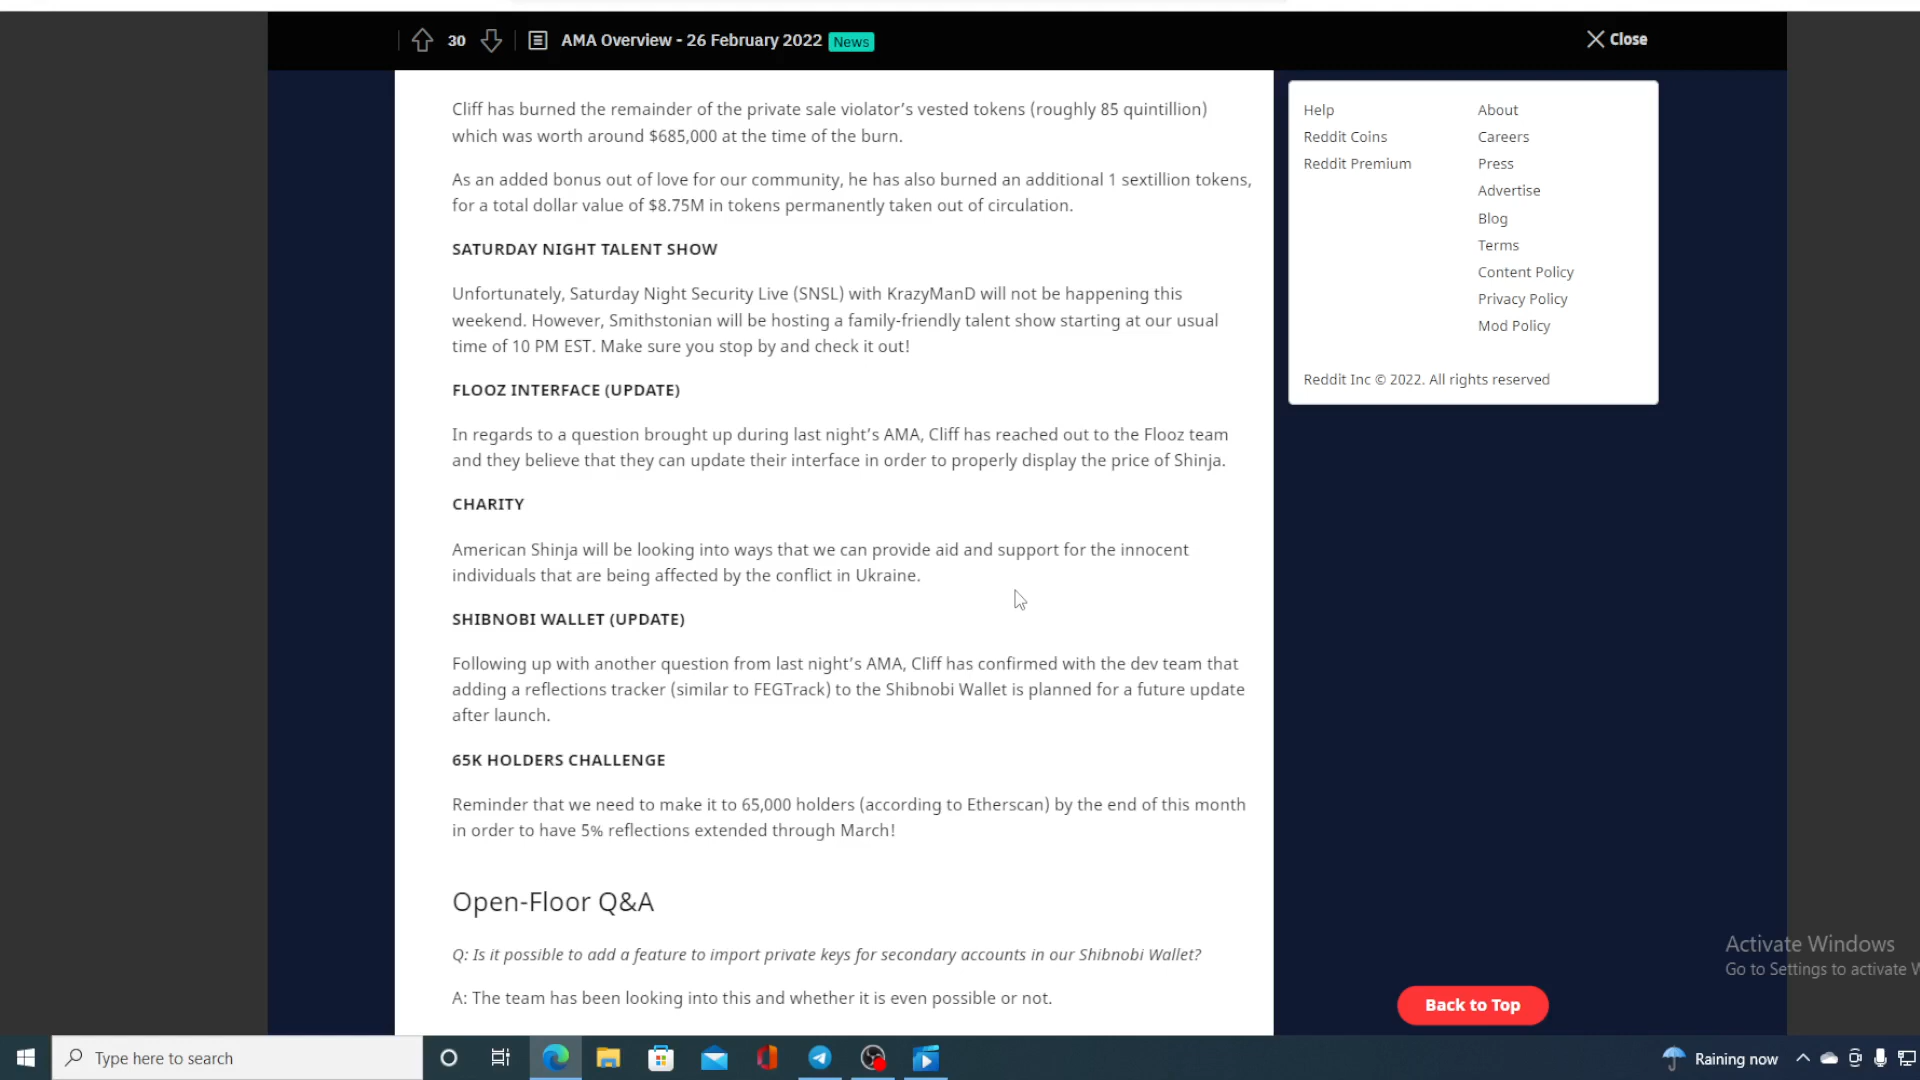 30
AMA Overview - 26 February 2022 News
Close
Cliff has burned the remainder of the private sale violator's vested tokens (roughly 85 quintillion)
which was worth around $685,000 at the time of the burn.
As an added bonus out of love for our community, he has also burned an additional 1 sextillion tokens,
for a total dollar value of $8.75M in tokens permanently taken out of circulation.
SATURDAY NIGHT TALENT SHOW
Unfortunately, Saturday Night Security Live (SNSL) with KrazyManD will not be happening this
weekend. However, Smithstonian will be hosting a family-friendly talent show starting at our usual
time of 10 PM EST. Make sure you stop by and check it out!
FLOOZ INTERFACE (UPDATE)
In regards to a question brought up during last night's AMA, Cliff has reached out to the Flooz team
and they believe that they can update their interface in order to properly display the price of Shinja.
CHARITY
American Shinja will be looking into ways that we can provide aid and support for the innocent
individuals that are being affected by the conflict in Ukraine.
SHIBNOBI WALLET (UPDATE)
Following up with another question from last night's AMA, Cliff has confirmed with the dev team that
adding a reflections tracker (similar to FEGTrack) to the Shibnobi Wallet is planned for a future update
after launch.
65K HOLDERS CHALLENGE
Reminder that we need to make it to 65,000 holders (according to Etherscan) by the end of this month
in order to have 5% reflections extended through March!
Open-Floor Q&A
Q: Is it possible to add a feature to import private keys for secondary accounts in our Shibnobi Wallet?
A: The team has been looking into this and whether it is even possible or not.
Help
Reddit Coins
Reddit Premium
About
Careers
Press
Advertise
Blog
Terms
Content Policy
Privacy Policy
Mod Policy
Reddit Inc © 2022. All rights reserved
Activate Windows
Go to Settings to activate W
Back to Top
Type here to search
Raining now